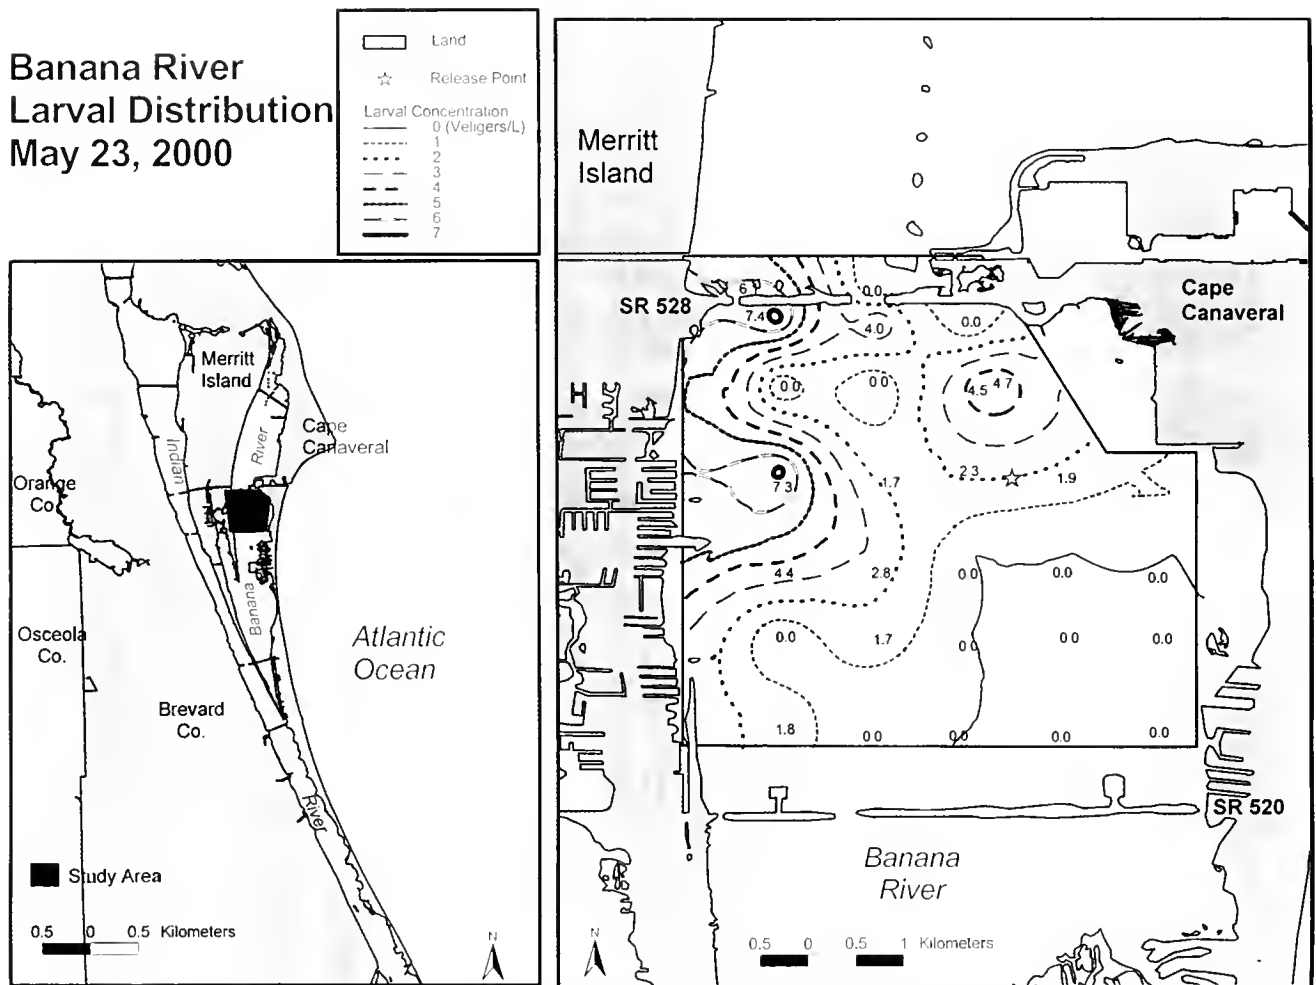 Banana River
Larval Distribution
May 23, 2000
Land
Release Point
Larval Concentration
0 (Veligers/L)
1
2
3
4
5
6
7
Merritt
Island
Indian
River
Cape
Canaveral
Orange
Co.
Osceola
Co.
Banana
Atlantic
Ocean
Brevard
Co.
River
Study Area
0.5 0 0.5 Kilometers
N
Merritt
Island
SR 528
Cape
Canaveral
6
0.0
7.4
4.0
0.0
0.0
0.0
4.5
4.7
7.3
1.7
2.3
1.9
4.4
2.8
0.0
0.0
0.0
0.0
1.7
0.0
0.0
0.0
1.8
0.0
0.0
0.0
0.0
SR 520
Banana
River
N
0.5 0 0.5 1 Kilometers